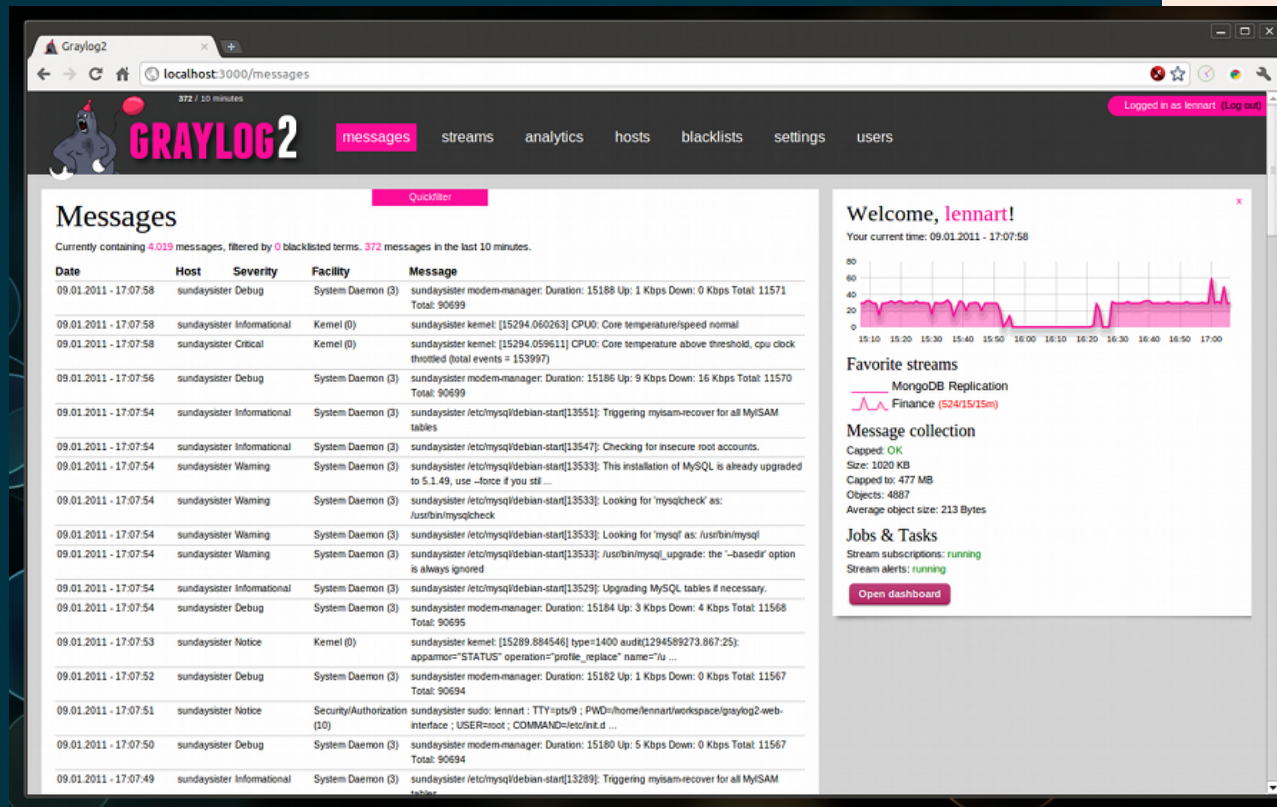 Graylog2
localhost:3000/messages
372 / 10 minutes
Logged in as lennart (Log out)
GRAYLOG2
messages streams analytics hosts blacklists settings users
Quickfilter
Messages
Currently containing 4.019 messages, filtered by 0 blacklisted terms. 372 messages in the last 10 minutes.
Date Host Severity Facility Message
09.01.2011 - 17:07:58 sundaysister Debug System Daemon (3) sundaysister modem-manager: Duration: 15188 Up: 1 Kbps Down: 0 Kbps Total: 11571
Total: 90699
09.01.2011 - 17:07:58 sundaysister Informational Kernel (0) sundaysister kernel: [15294.060263] CPU0: Core temperature/speed normal
09.01.2011 - 17:07:58 sundaysister Critical Kernel (0) sundaysister kernel: [15294.059611] CPU0: Core temperature above threshold, cpu clock
throttled (total events = 153997)
09.01.2011 - 17:07:56 sundaysister Debug System Daemon (3) sundaysister modem-manager: Duration: 15186 Up: 9 Kbps Down: 16 Kbps Total: 11570
Total: 90699
09.01.2011 - 17:07:54 sundaysister Informational System Daemon (3) sundaysister /etc/mysql/debian-start[13551]: Triggering myisam-recover for all MyISAM
tables
09.01.2011 - 17:07:54 sundaysister Informational System Daemon (3) sundaysister /etc/mysql/debian-start[13547]: Checking for insecure root accounts.
09.01.2011 - 17:07:54 sundaysister Warning System Daemon (3) sundaysister /etc/mysql/debian-start[13533]: This installation of MySQL is already upgraded
to 5.1.49, use --force if you stil ...
09.01.2011 - 17:07:54 sundaysister Warning System Daemon (3) sundaysister /etc/mysql/debian-start[13533]: Looking for 'mysqlcheck' as:
/usr/bin/mysqlcheck
09.01.2011 - 17:07:54 sundaysister Warning System Daemon (3) sundaysister /etc/mysql/debian-start[13533]: Looking for 'mysql' as: /usr/bin/mysql
09.01.2011 - 17:07:54 sundaysister Warning System Daemon (3) sundaysister /etc/mysql/debian-start[13533]: /usr/bin/mysql_upgrade: the '--basedir' option
is always ignored
09.01.2011 - 17:07:54 sundaysister Informational System Daemon (3) sundaysister /etc/mysql/debian-start[13529]: Upgrading MySQL tables if necessary.
09.01.2011 - 17:07:54 sundaysister Debug System Daemon (3) sundaysister modem-manager: Duration: 15184 Up: 3 Kbps Down: 4 Kbps Total: 11568
Total: 90695
09.01.2011 - 17:07:53 sundaysister Notice Kernel (0) sundaysister kernel: [15289.884546] type=1400 audit(1294589273.867:25):
apparmor="STATUS" operation="profile_replace" name="/u ...
09.01.2011 - 17:07:52 sundaysister Debug System Daemon (3) sundaysister modem-manager: Duration: 15182 Up: 1 Kbps Down: 0 Kbps Total: 11567
Total: 90694
09.01.2011 - 17:07:51 sundaysister Notice Security/Authorization (10) sundaysister sudo: lennart : TTY=pts/9 ; PWD=/home/lennart/workspace/graylog2-web-
interface ; USER=root ; COMMAND=/etc/init.d ...
09.01.2011 - 17:07:50 sundaysister Debug System Daemon (3) sundaysister modem-manager: Duration: 15180 Up: 5 Kbps Down: 0 Kbps Total: 11567
Total: 90694
09.01.2011 - 17:07:49 sundaysister Informational System Daemon (3) sundaysister /etc/mysql/debian-start[13289]: Triggering myisam-recover for all MyISAM
tables
x
Welcome, lennart!
Your current time: 09.01.2011 - 17:07:58
80
60
40
20
0
15:10 15:20 15:30 15:40 15:50 16:00 16:10 16:20 16:30 16:40 16:50 17:00
Favorite streams
MongoDB Replication
Finance (524/15/15m)
Message collection
Capped: OK
Size: 1020 KB
Capped to: 477 MB
Objects: 4887
Average object size: 213 Bytes
Jobs & Tasks
Stream subscriptions: running
Stream alerts: running
Open dashboard